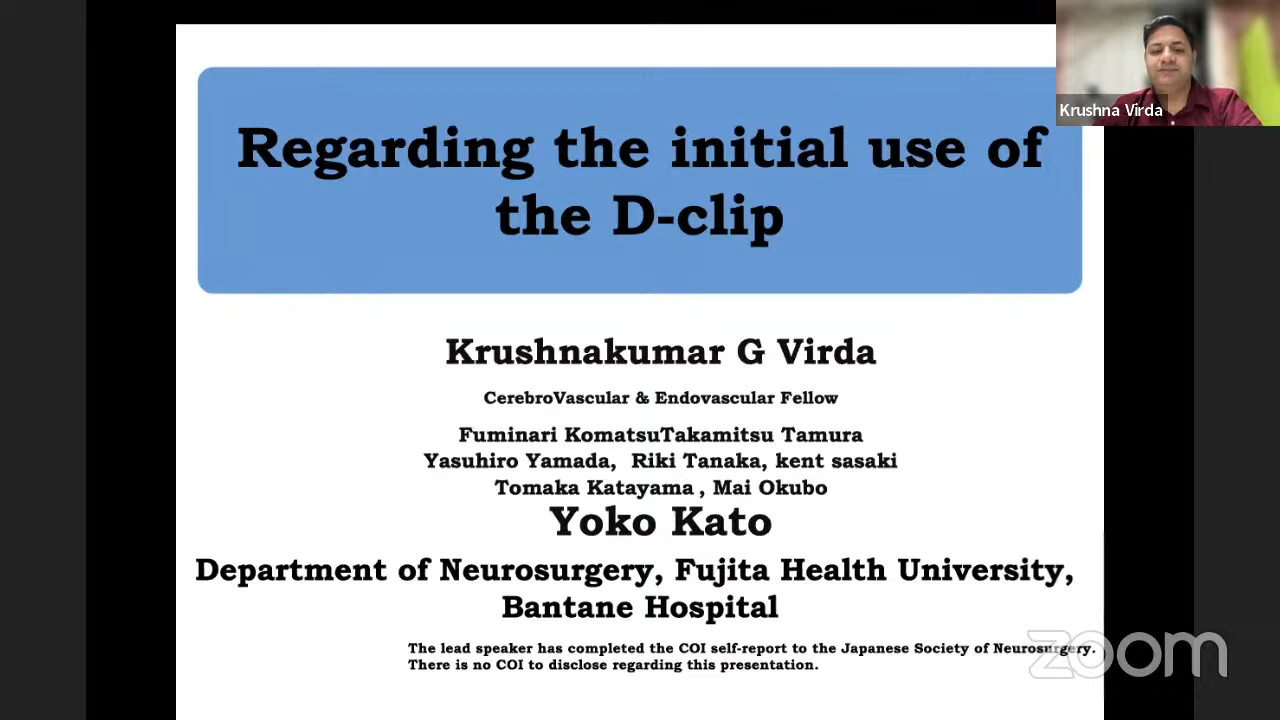 Regarding the initial use of
the D-clip
Krushna Virda
Krushnakumar G Virda
CerebroVascular & Endovascular Fellow
Fuminari KomatsuTakamitsu Tamura
Yasuhiro Yamada, Riki Tanaka, kent sasaki
Tomaka Katayama , Mai Okubo
Yoko Kato
Department of Neurosurgery, Fujita Health University,
Bantane Hospital
The lead speaker has completed the COI self-report to the Japanese Society of Neurosurgery.
There is no COI to disclose regarding this presentation.
zoom